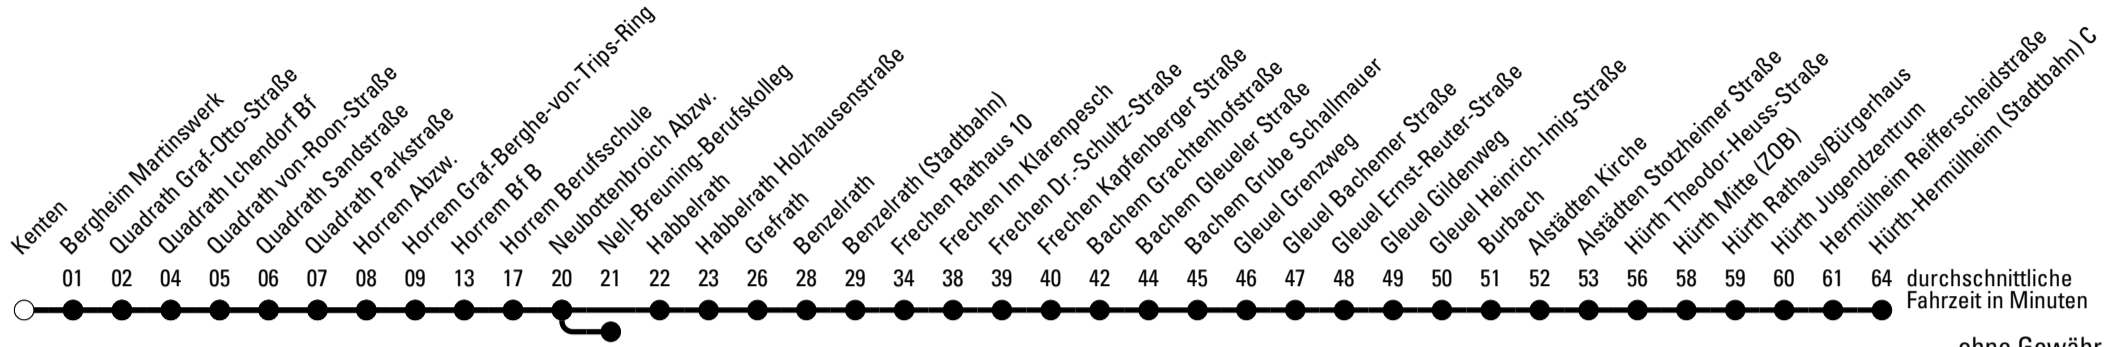 Kenten
Bergheim Martinswerk
Quadrath Graf-Otto-Straße
Quadrath Ichendorf Bf
Quadrath von-Roon-Straße
Quadrath Sandstraße
Quadrath Parkstraße
Horrem Abzw.
Horrem Graf-Berghe-von-Trips-Ring
Horrem Bf B
Horrem Berufsschule
Neubottenbroich Abzw.
Nell-Breuning-Berufskolleg
Habbelrath
Habbelrath Holzhausenstraße
Grefrath
Benzelrath
Benzelrath (Stadtbahn)
Frechen Rathaus 10
Frechen Im Klarenpesch
Frechen Dr.-Schultz-Straße
Frechen Kapfenberger Straße
Bachem Grachtenhofstraße
Bachem Gleueler Straße
Bachem Grube Schallmauer
Gleuel Grenzweg
Gleuel Bachemer Straße
Gleuel Ernst-Reuter-Straße
Gleuel Gildenweg
Gleuel Heinrich-Imig-Straße
Burbach
Alstädten Kirche
Alstädten Stotzheimer Straße
Hürth Theodor-Heuss-Straße
Hürth Mitte (ZOB)
Hürth Rathaus/Bürgerhaus
Hürth Jugendzentrum
Hermülheim Reifferscheidstraße
Hürth-Hermülheim (Stadtbahn) C
01 02 04 05 06 07 08 09 13 17 20 21 22 23 26 28 29 34 38 39 40 42 44 45 46 47 48 49 50 51 52 53 56 58 59 60 61 64 durchschnittliche
Fahrzeit in Minuten
ohne Gewähr